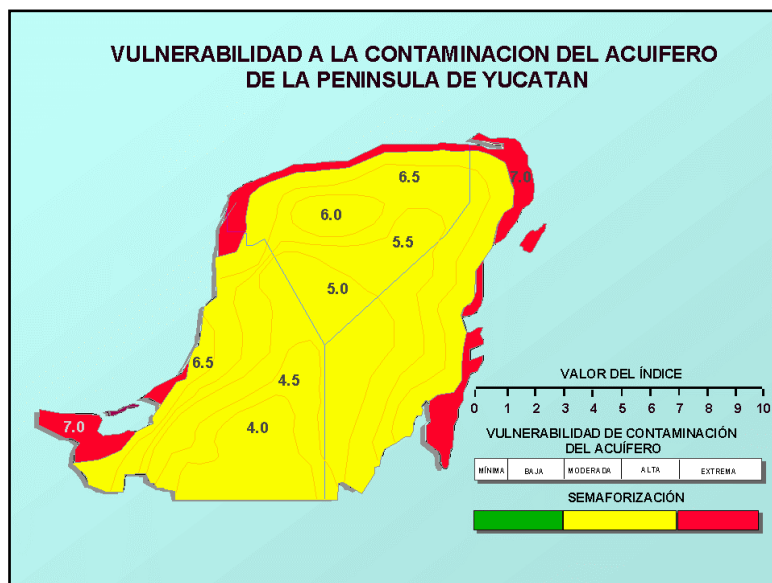 VULNERABILIDAD A LA CONTAMINACION DEL ACUIFERO
DE LA PENINSULA DE YUCATAN
7.0
6.5
6.0
5.5
5.0
6.5
4.5
4.0
7.0
VALOR DEL ÍNDICE
0 1 2 3 4 5 6 7 8 9 10
VULNERABILIDAD DE CONTAMINACIÓN
DEL ACUÍFERO
MÍNIMA BAJA MODERADA ALTA EXTREMA
SEMAFORIZACIÓN